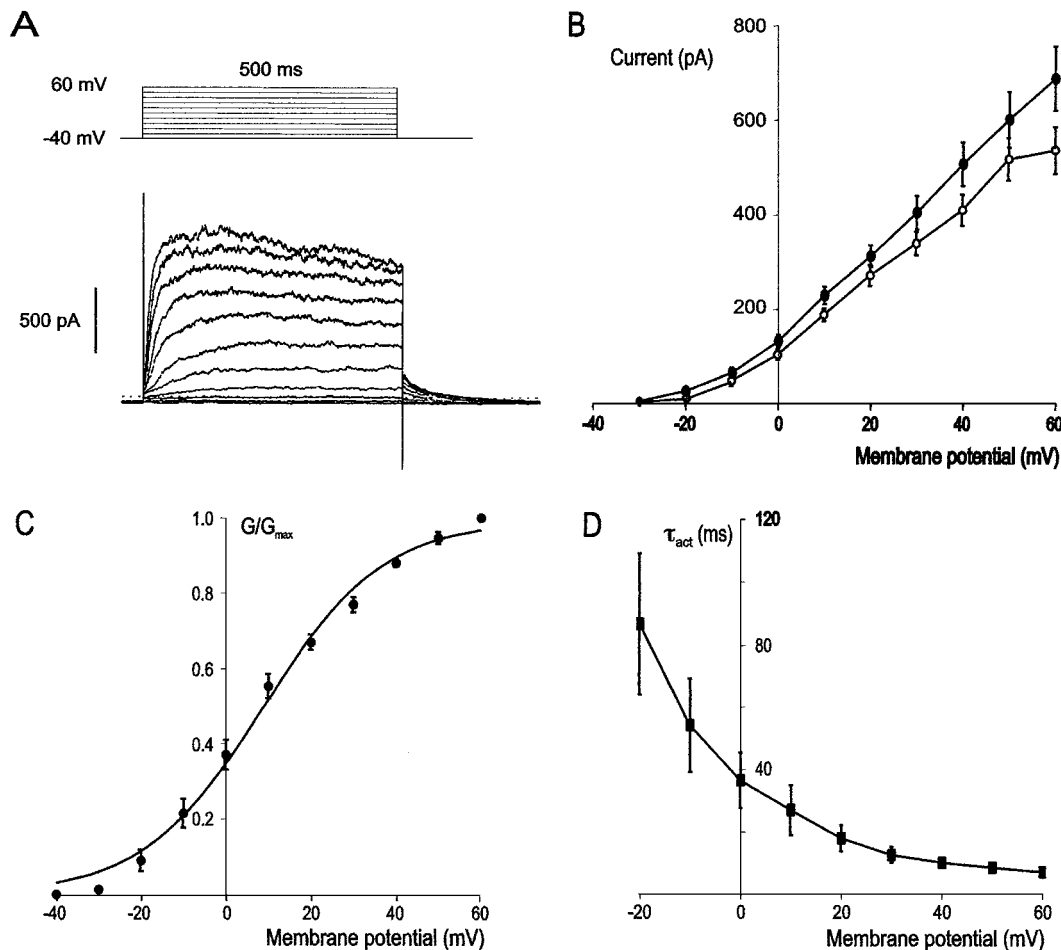 A
500 ms
60 mV
-40 mV
500 pA
B
Current (pA)
800
600
400
200
-40
-20
0
20
40
60
Membrane potential (mV)
C
G/Gmax
1.0
0.8
0.6
0.4
0.2
-40
-20
0
20
40
60
Membrane potential (mV)
D
τact (ms)
120
80
40
-20
0
20
40
60
Membrane potential (mV)